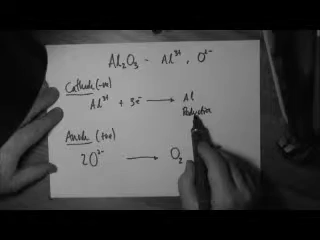 Al₂O₃ - Al³⁺, O²⁻
Cathode (-ve)
Al³⁺ + 3e⁻ ⟶ Al
Reduction
Anode (+ve)
2O²⁻ ⟶ O₂